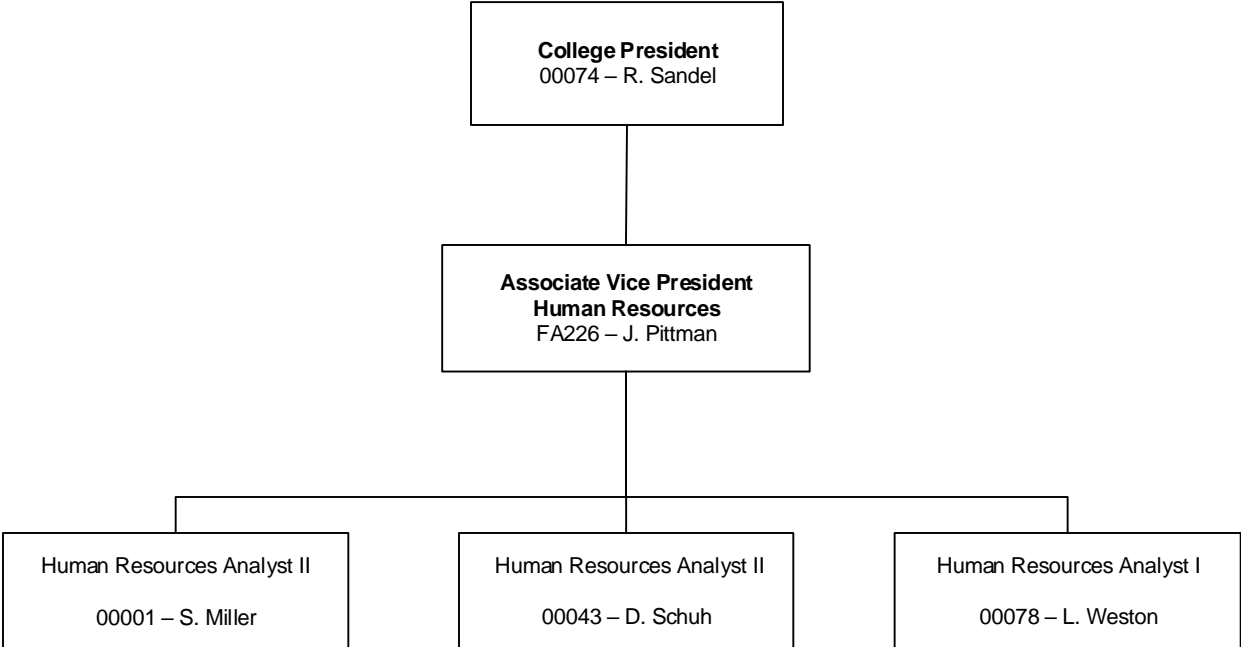 College President
00074 – R. Sandel
Associate Vice President
Human Resources
FA226 – J. Pittman
Human Resources Analyst II
00001 – S. Miller
Human Resources Analyst II
00043 – D. Schuh
Human Resources Analyst I
00078 – L. Weston